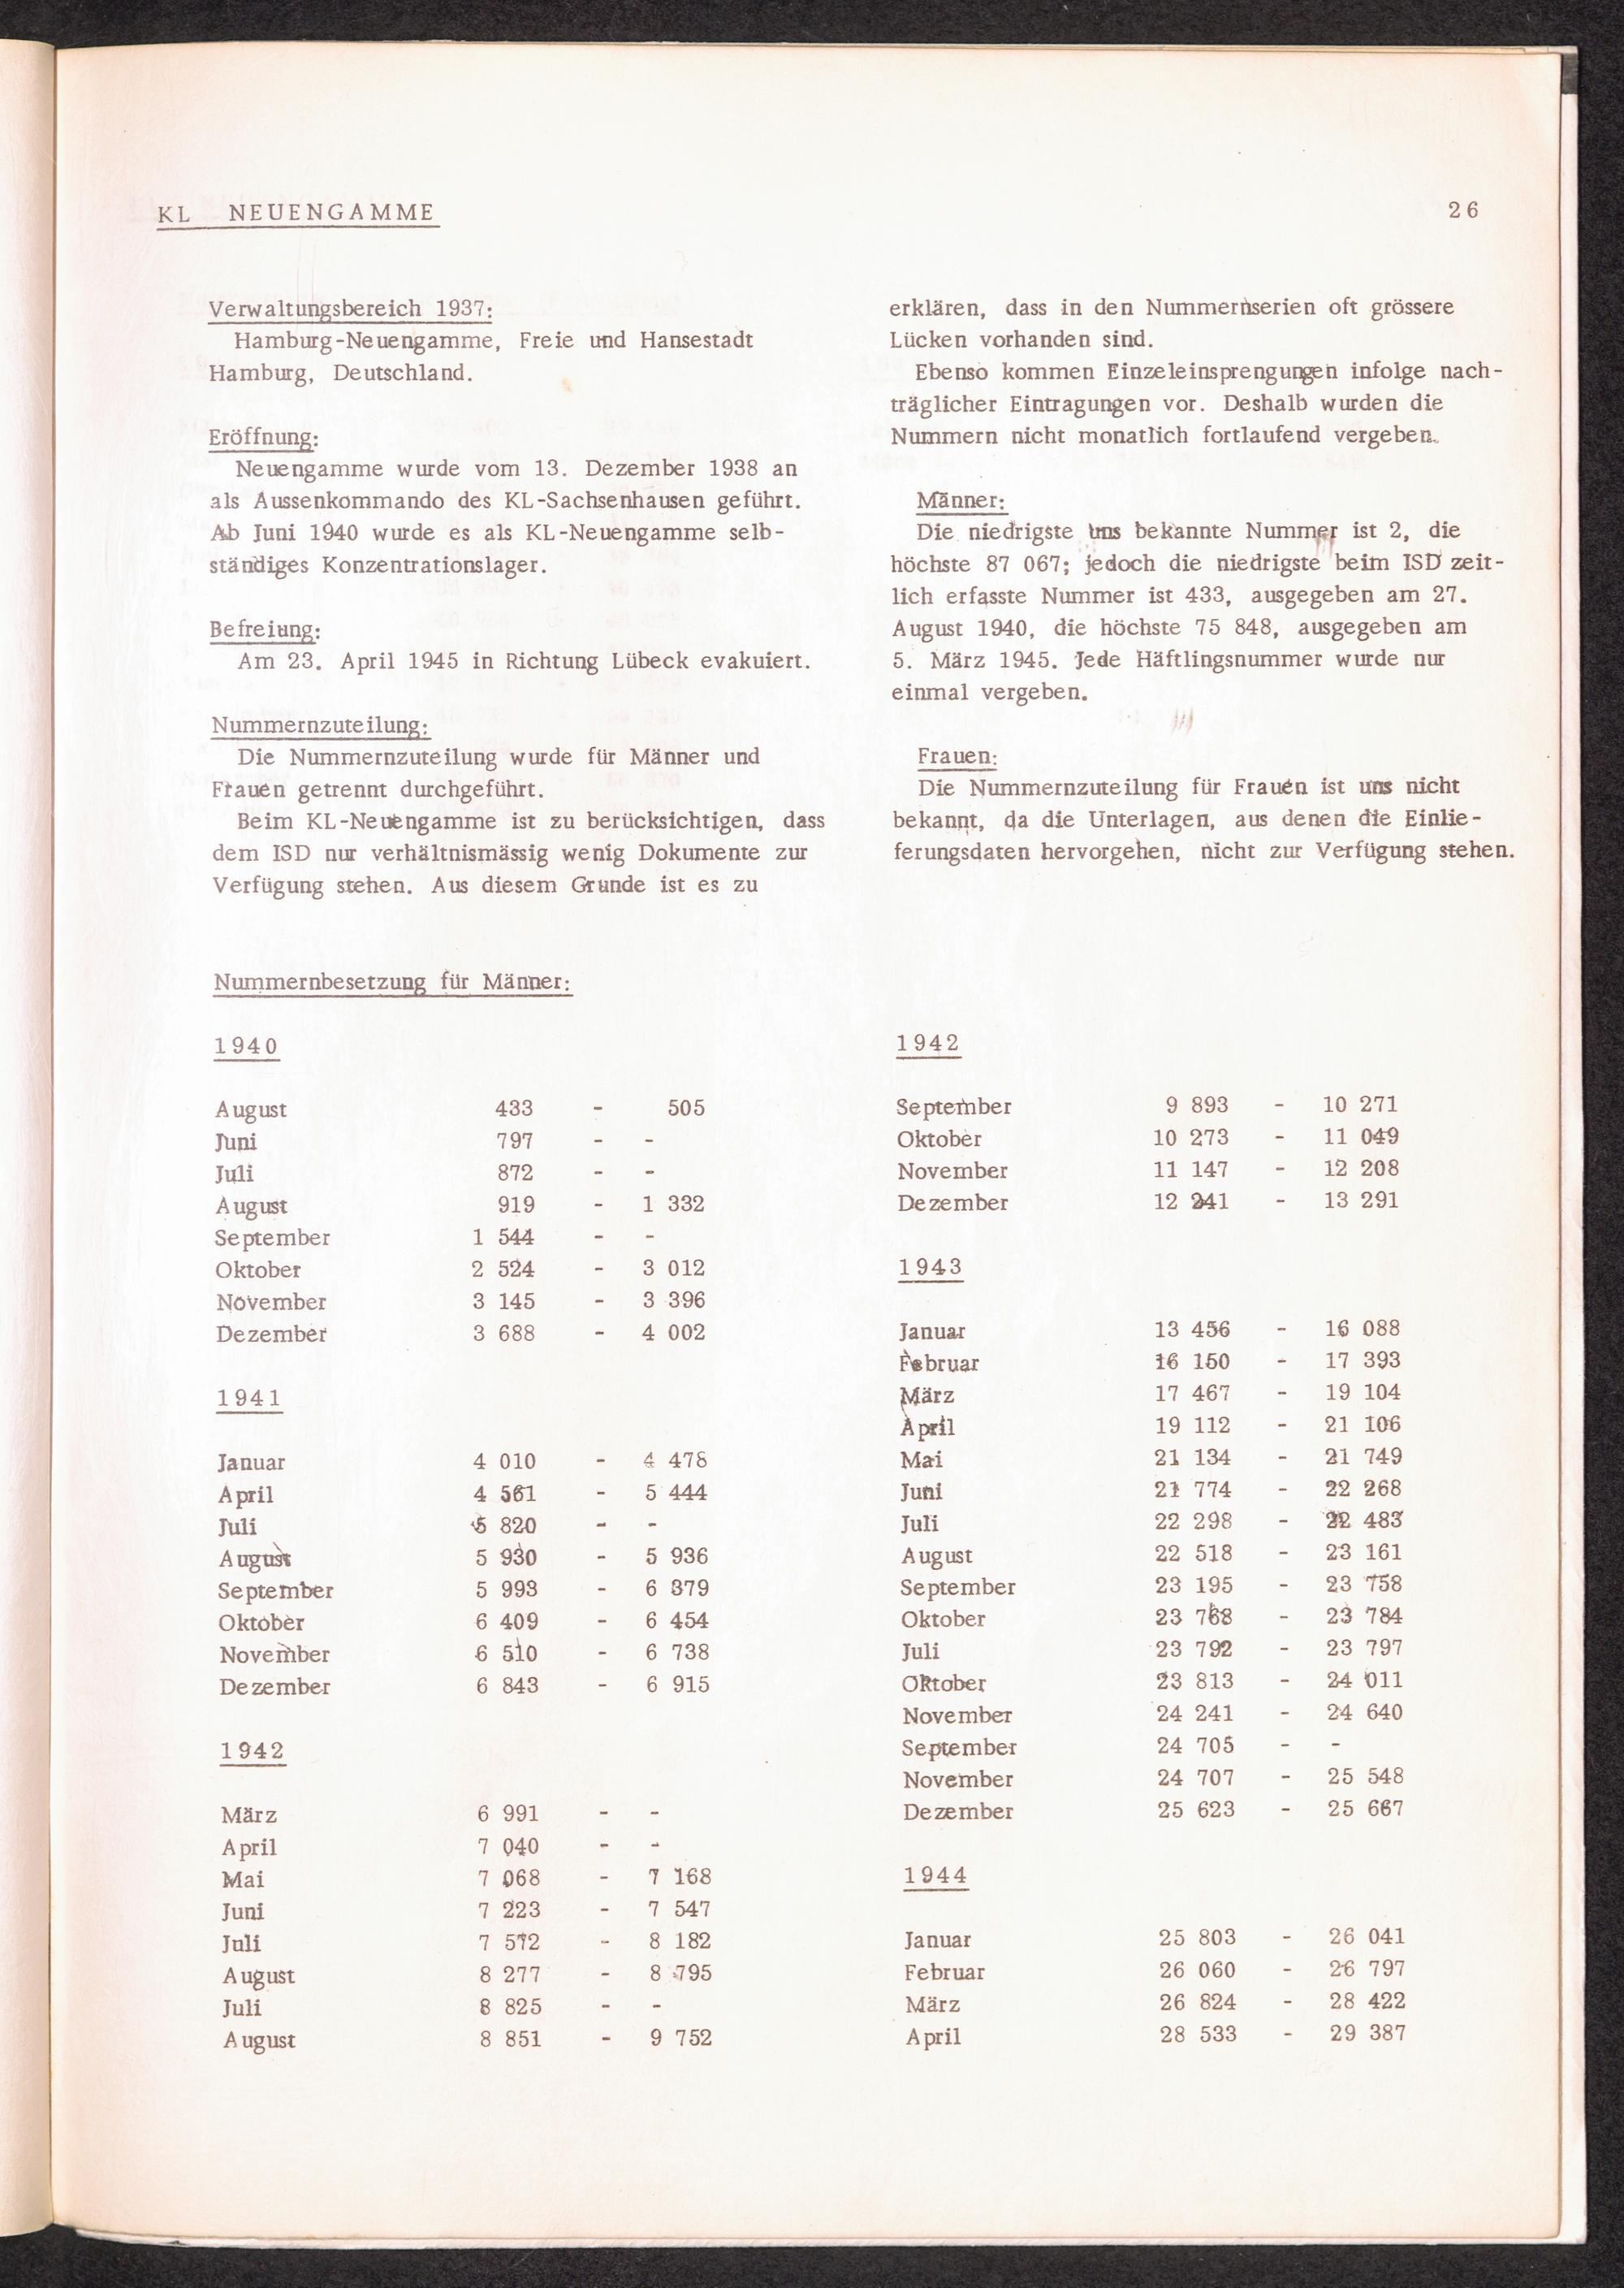 KL NEUENGAMME
26
Verwaltungsbereich 1937:
Hamburg-Neuengamme, Freie und Hansestadt
Hamburg, Deutschland.
Eröffnung:
Neuengamme wurde vom 13. Dezember 1938 an
als Aussenkommando des KL-Sachsenhausen geführt.
Ab Juni 1940 wurde es als KL-Neuengamme selb-
ständiges Konzentrationslager.
Befreiung:
Am 23. April 1945 in Richtung Lübeck evakuiert.
Nummernzuteilung:
Die Nummernzuteilung wurde für Männer und
Frauen getrennt durchgeführt.
Beim KL-Neuengamme ist zu berücksichtigen, dass
dem ISD nur verhältnismässig wenig Dokumente zur
Verfügung stehen. Aus diesem Grunde ist es zu
erklären, dass in den Nummernserien oft grössere
Lücken vorhanden sind.
Ebenso kommen Einzeleinsprengungen infolge nach-
träglicher Eintragungen vor. Deshalb wurden die
Nummern nicht monatlich fortlaufend vergeben.
Männer:
Die niedrigste uns bekannte Nummer ist 2, die
höchste 87 067; jedoch die niedrigste beim ISD zeit-
lich erfasste Nummer ist 433, ausgegeben am 27.
August 1940, die höchste 75 848, ausgegeben am
5. März 1945. Jede Häftlingsnummer wurde nur
einmal vergeben.
Frauen:
Die Nummernzuteilung für Frauen ist uns nicht
bekannt, da die Unterlagen, aus denen die Einlie-
ferungsdaten hervorgehen, nicht zur Verfügung stehen.
Nummernbesetzung für Männer:
1940
August 433 - 505
Juni 797 - -
Juli 872 - -
August 919 - 1 332
September 1 544 - -
Oktober 2 524 - 3 012
November 3 145 - 3 396
Dezember 3 688 - 4 002
1941
Januar 4 010 - 4 478
April 4 561 - 5 444
Juli 5 820 - -
August 5 930 - 5 936
September 5 993 - 6 379
Oktober 6 409 - 6 454
November 6 510 - 6 738
Dezember 6 843 - 6 915
1942
März 6 991 - -
April 7 040 - -
Mai 7 068 - 7 168
Juni 7 223 - 7 547
Juli 7 572 - 8 182
August 8 277 - 8 795
Juli 8 825 - -
August 8 851 - 9 752
1942
September 9 893 - 10 271
Oktober 10 273 - 11 049
November 11 147 - 12 208
Dezember 12 241 - 13 291
1943
Januar 13 456 - 16 088
Februar 16 150 - 17 393
März 17 467 - 19 104
April 19 112 - 21 106
Mai 21 134 - 21 749
Juni 21 774 - 22 268
Juli 22 298 - 22 483
August 22 518 - 23 161
September 23 195 - 23 758
Oktober 23 768 - 23 784
Juli 23 792 - 23 797
Oktober 23 813 - 24 011
November 24 241 - 24 640
September 24 705 - -
November 24 707 - 25 548
Dezember 25 623 - 25 667
1944
Januar 25 803 - 26 041
Februar 26 060 - 26 797
März 26 824 - 28 422
April 28 533 - 29 387